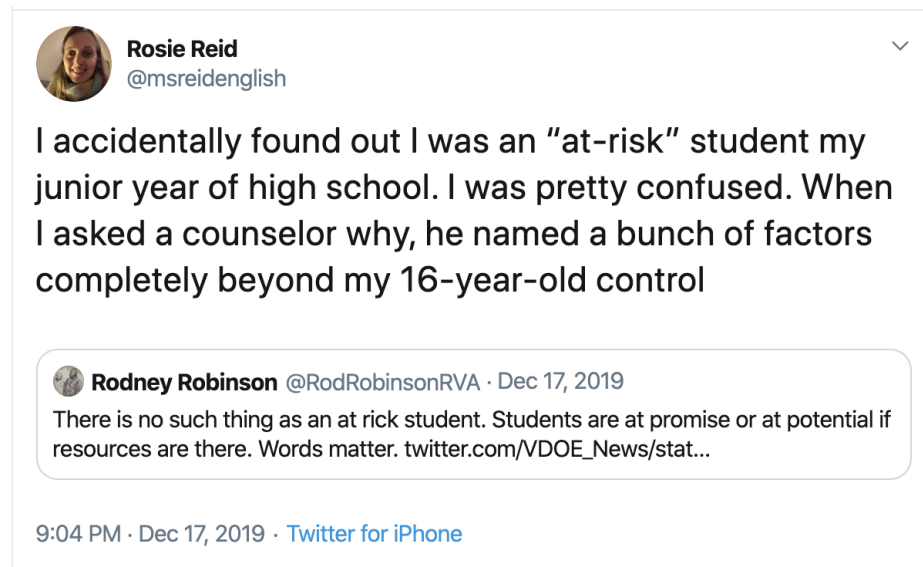 Rosie Reid
@msreidenglish
I accidentally found out I was an “at-risk” student my
junior year of high school. I was pretty confused. When
I asked a counselor why, he named a bunch of factors
completely beyond my 16-year-old control
Rodney Robinson @RodRobinsonRVA · Dec 17, 2019
There is no such thing as an at rick student. Students are at promise or at potential if
resources are there. Words matter. twitter.com/VDOE_News/stat...
9:04 PM · Dec 17, 2019 · Twitter for iPhone